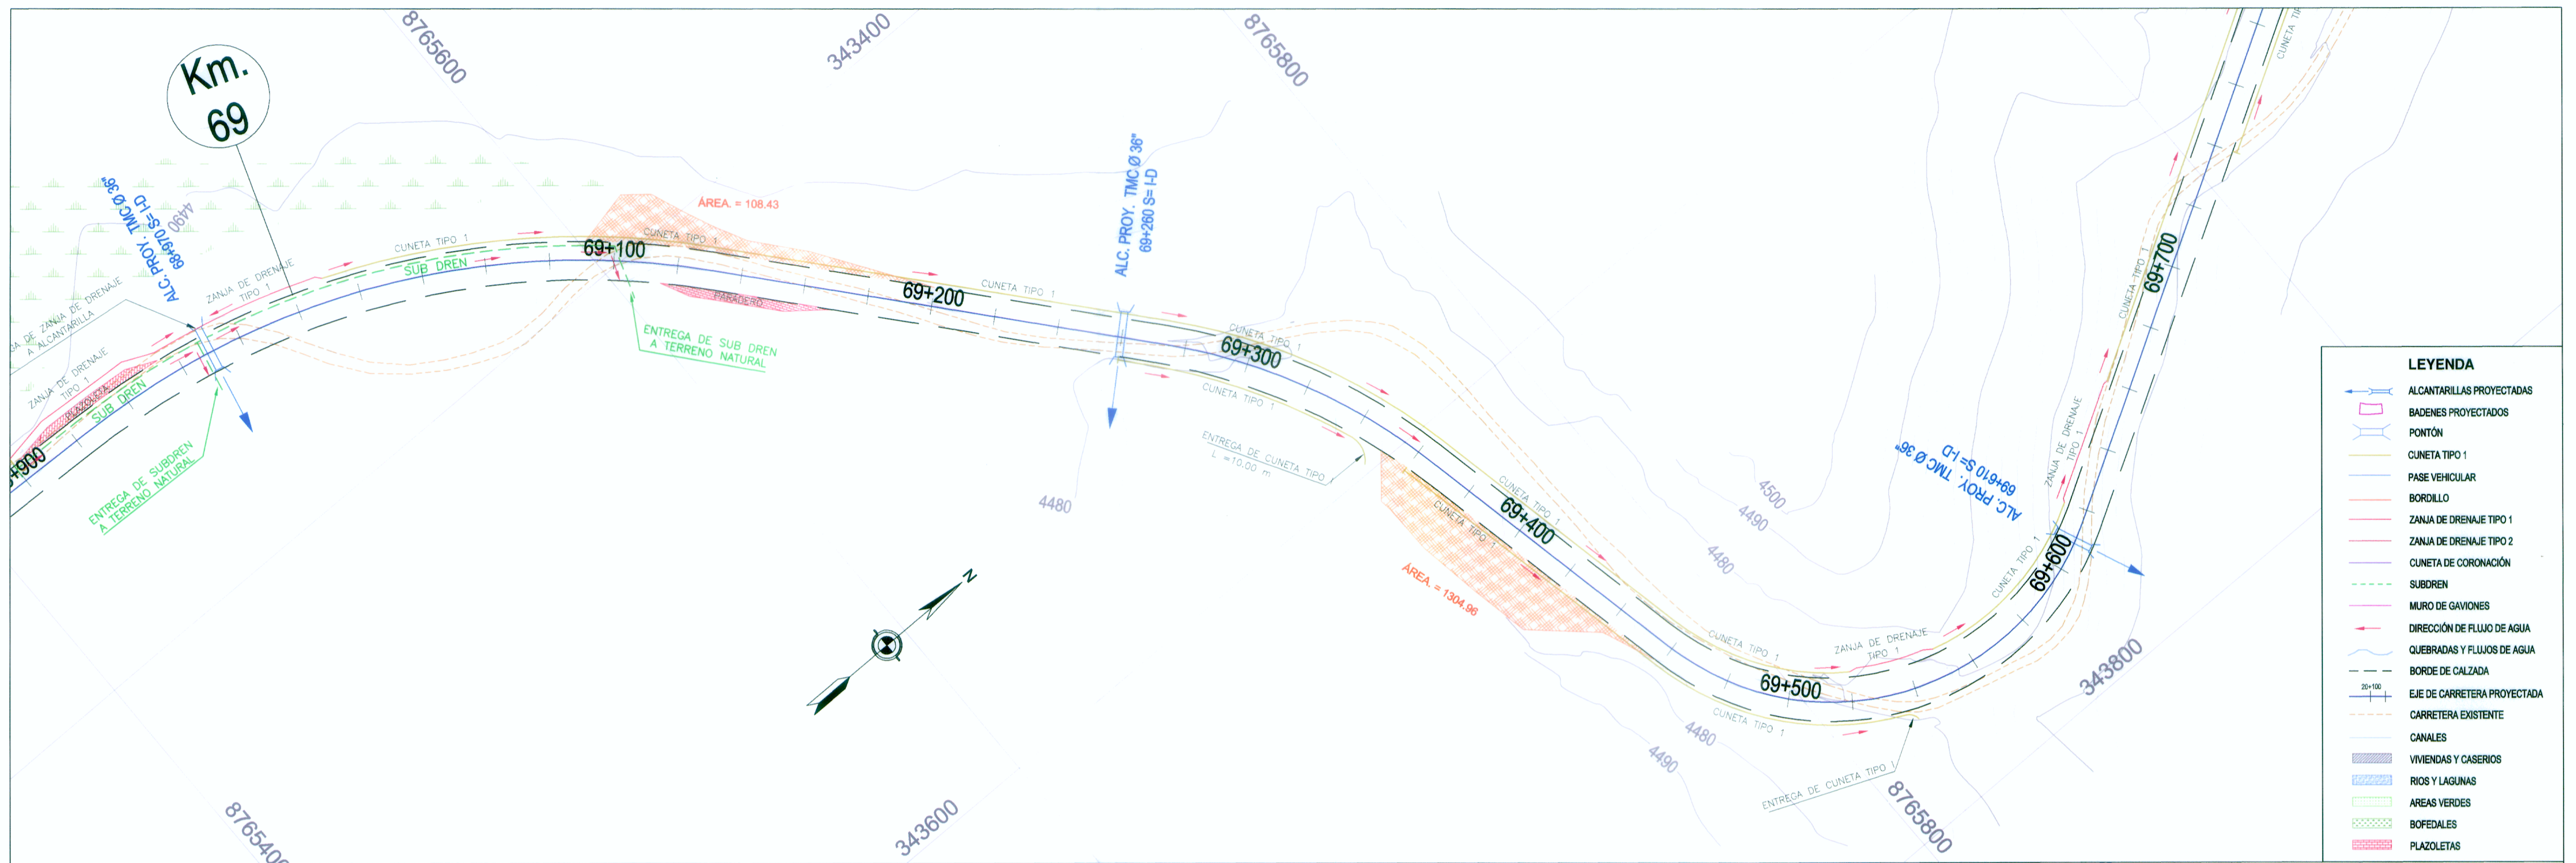 8765600
343400
8765800
Km.
69
ALC. PROY. TMC Ø 36"
68+970 S= I-D
4490
ZANJA DE DRENAJE
TIPO 1
CUNETA TIPO 1
SUB DREN
69+100
ÁREA. = 108.43
CUNETA TIPO 1
PARADERO
69+200
CUNETA TIPO 1
ALC. PROY. TMC Ø 36"
69+260 S= I-D
CUNETA TIPO 1
69+300
CUNETA TIPO 1
DE ZANJA DE DRENAJE
A ALCANTARILLA
ZANJA DE DRENAJE
TIPO 1
PLAZOLETA
SUB DREN
+900
ENTREGA DE SUBDREN
A TERRENO NATURAL
ENTREGA DE SUB DREN
A TERRENO NATURAL
ENTREGA DE CUNETA TIPO I
L =10.00 m
4480
CUNETA TIPO 1
69+400
CUNETA TIPO 1
ÁREA. = 1304.96
4500
4490
4480
CUNETA TIPO 1
ZANJA DE DRENAJE
TIPO 1
69+500
CUNETA TIPO 1
4480
4490
ENTREGA DE CUNETA TIPO I
CUNETA TIPO 1
69+600
ALC. PROY. TMC Ø 36"
69+610 S= I-D
ZANJA DE DRENAJE
TIPO 1
CUNETA TIPO 1
69+700
CUNETA TIP
343800
8765800
343600
8765400
N
LEYENDA
ALCANTARILLAS PROYECTADAS
BADENES PROYECTADOS
PONTÓN
CUNETA TIPO 1
PASE VEHICULAR
BORDILLO
ZANJA DE DRENAJE TIPO 1
ZANJA DE DRENAJE TIPO 2
CUNETA DE CORONACIÓN
SUBDREN
MURO DE GAVIONES
DIRECCIÓN DE FLUJO DE AGUA
QUEBRADAS Y FLUJOS DE AGUA
BORDE DE CALZADA
20+100 EJE DE CARRETERA PROYECTADA
CARRETERA EXISTENTE
CANALES
VIVIENDAS Y CASERIOS
RIOS Y LAGUNAS
AREAS VERDES
BOFEDALES
PLAZOLETAS